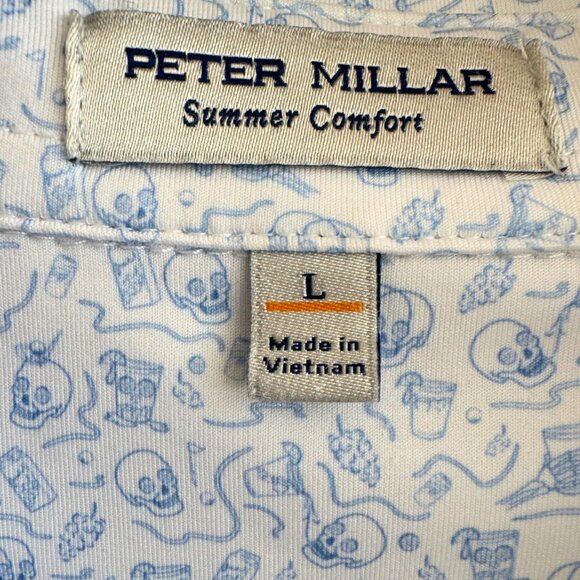 PETER MILLAR
Summer Comfort
L
Made in
Vietnam